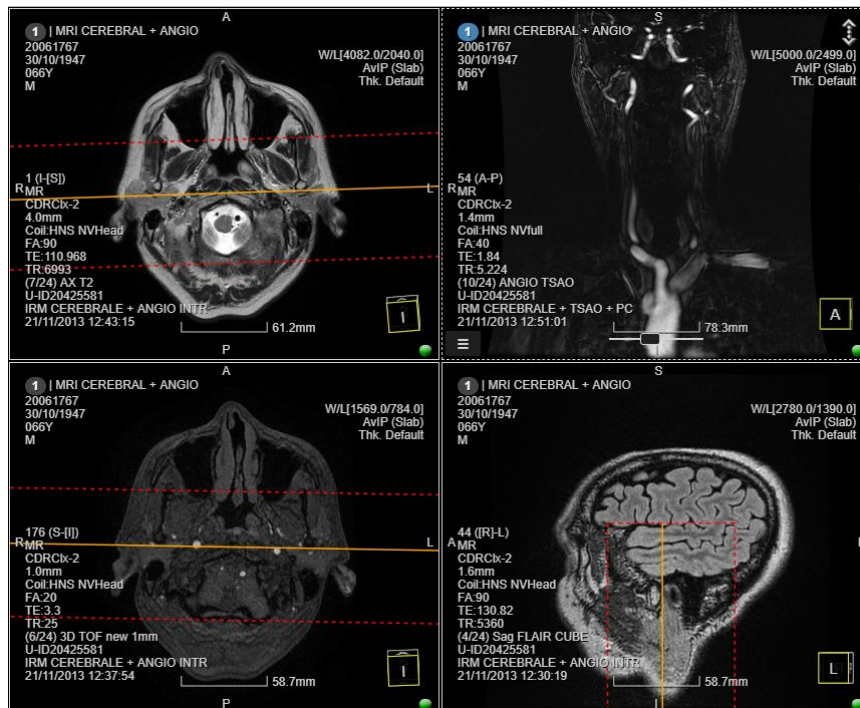 A
1 | MRI CEREBRAL + ANGIO
20061767
30/10/1947
066Y
M
W/L[4082.0/2040.0]
AvIP (Slab)
Thk. Default
1 (I-[S])
R
MR
L
CDRClx-2
4.0mm
Coil:HNS NVHead
FA:90
TE:110.968
TR:6993
(7/24) AX T2
U-ID20425581
IRM CEREBRALE + ANGIO INTR
21/11/2013 12:43:15
61.2mm
I
P
S
1 | MRI CEREBRAL + ANGIO
20061767
30/10/1947
066Y
M
W/L[5000.0/2499.0]
AvIP (Slab)
Thk. Default
54 (A-P)
R
MR
L
CDRClx-2
1.4mm
Coil:HNS NVfull
FA:40
TE:1.84
TR:5.224
(10/24) ANGIO TSAO
U-ID20425581
IRM CEREBRALE + TSAO + PC
21/11/2013 12:51:01
78.3mm
A
A
1 | MRI CEREBRAL + ANGIO
20061767
30/10/1947
066Y
M
W/L[1569.0/784.0]
AvIP (Slab)
Thk. Default
176 (S-[I])
R
MR
L
CDRClx-2
1.0mm
Coil:HNS NVHead
FA:20
TE:3.3
TR:25
(6/24) 3D TOF new 1mm
U-ID20425581
IRM CEREBRALE + ANGIO INTR
21/11/2013 12:37:54
58.7mm
I
P
S
1 | MRI CEREBRAL + ANGIO
20061767
30/10/1947
066Y
M
W/L[2780.0/1390.0]
AvIP (Slab)
Thk. Default
44 ([R]-L)
A
MR
CDRClx-2
1.6mm
Coil:HNS NVHead
FA:90
TE:130.82
TR:5360
(4/24) Sag FLAIR CUBE
U-ID20425581
IRM CEREBRALE + ANGIO INTR
21/11/2013 12:30:19
58.7mm
L
I